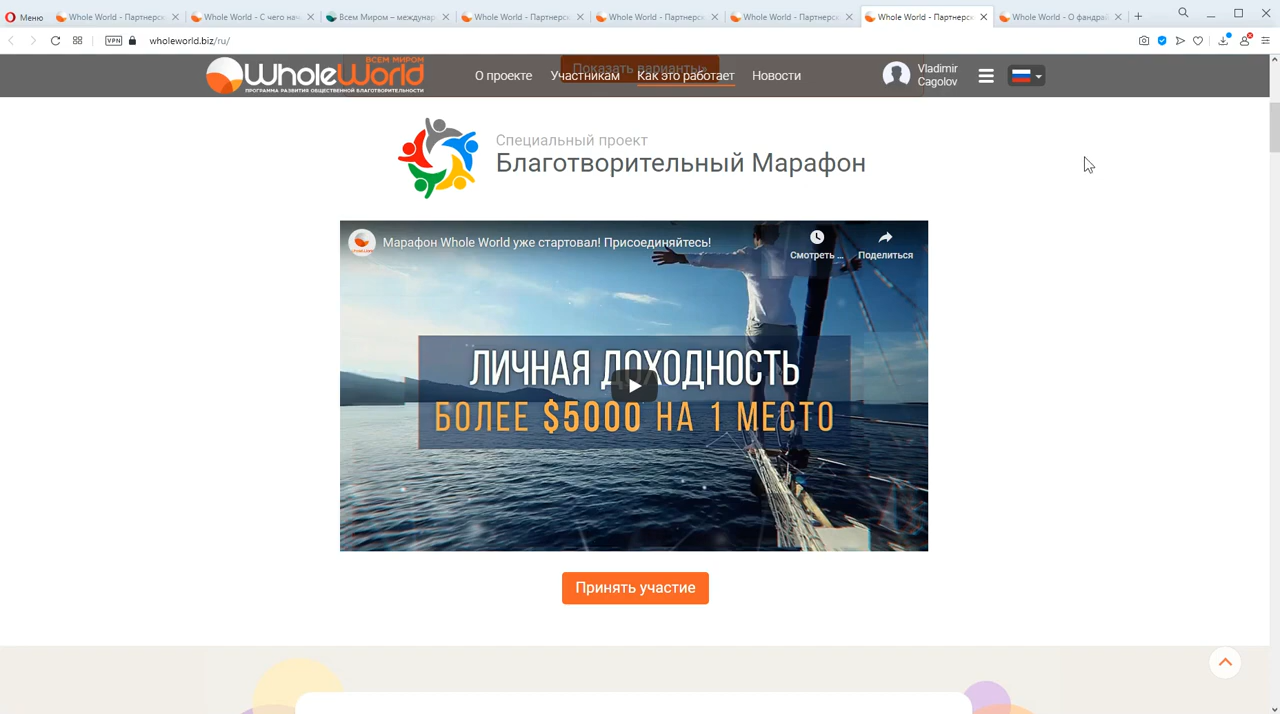 Меню
Whole World - Партнерск
Whole World - С чего нач
Всем Миром – междунар
Whole World - Партнерск
Whole World - Партнерск
Whole World - Партнерск
Whole World - Партнерск
Whole World - О фандрай
VPN
wholeworld.biz/ru/
ВСЕМ МИРОМ
WholeWorld
ПРОГРАММА РАЗВИТИЯ ОБЩЕСТВЕННОЙ БЛАГОТВОРИТЕЛЬНОСТИ
О проекте
Участникам
Показать варианты
Как это работает
Новости
Vladimir
Cagolov
Специальный проект
Благотворительный Марафон
Марафон Whole World уже стартовал! Присоединяйтесь!
Смотреть ...
Поделиться
ЛИЧНАЯ ДОХОДНОСТЬ
БОЛЕЕ $5000 НА 1 МЕСТО
Принять участие